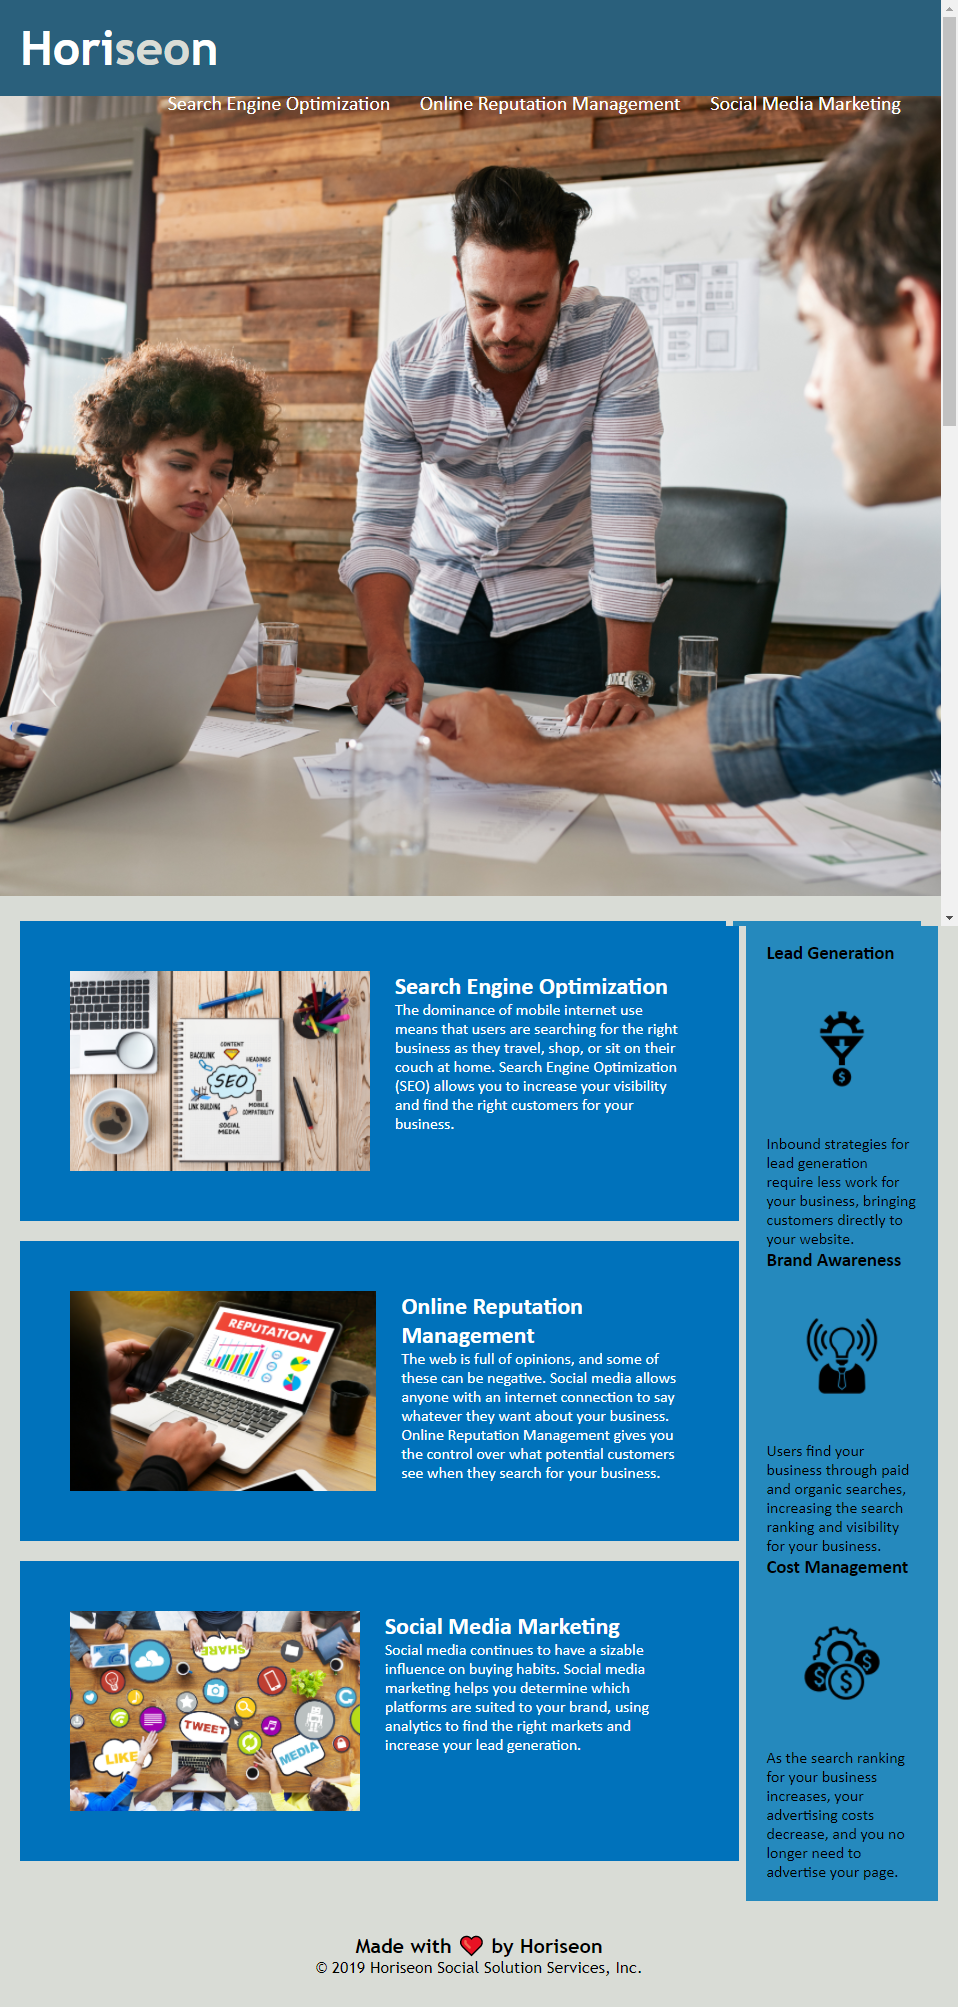 Horiseon
Search Engine Optimization
Online Reputation Management
Social Media Marketing
CONTENT
BACKLINK
HEADINGS
SEO
LINK BUILDING
MOBILE
COMPATIBILITY
SOCIAL
MEDIA
Search Engine Optimization
The dominance of mobile internet use
means that users are searching for the right
business as they travel, shop, or sit on their
couch at home. Search Engine Optimization
(SEO) allows you to increase your visibility
and find the right customers for your
business.
REPUTATION
Online Reputation
Management
The web is full of opinions, and some of
these can be negative. Social media allows
anyone with an internet connection to say
whatever they want about your business.
Online Reputation Management gives you
the control over what potential customers
see when they search for your business.
SHARE
TWEET
LIKE
MEDIA
Social Media Marketing
Social media continues to have a sizable
influence on buying habits. Social media
marketing helps you determine which
platforms are suited to your brand, using
analytics to find the right markets and
increase your lead generation.
Lead Generation
$
Inbound strategies for
lead generation
require less work for
your business, bringing
customers directly to
your website.
Brand Awareness
Users find your
business through paid
and organic searches,
increasing the search
ranking and visibility
for your business.
Cost Management
$ $ $
As the search ranking
for your business
increases, your
advertising costs
decrease, and you no
longer need to
advertise your page.
Made with ❤️ by Horiseon
© 2019 Horiseon Social Solution Services, Inc.